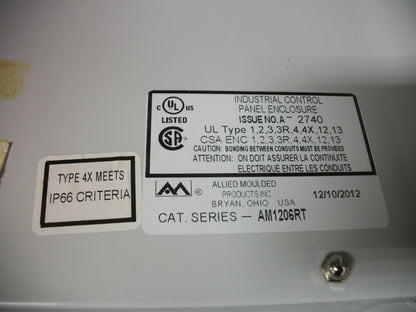 INDUSTRIAL CONTROL
PANEL ENCLOSURE
ISSUE NO. A- 2740
C UL US
LISTED
UL Type 1,2,3,3R,4,4X,12,13
CSA ENC 1,2,3,3R,4,4X,12,13
CAUTION: BONDING BETWEEN CONDUITS MUST BE PROVIDED
ATTENTION: ON DOIT ASSURER LA CONTINUITE
ELECTRIQUE ENTRE LES CONDUITS
SA
TYPE 4X MEETS
IP66 CRITERIA
ALLIED MOULDED
PRODUCTS INC
BRYAN, OHIO USA
®
12/10/2012
CAT. SERIES - AM1206RT